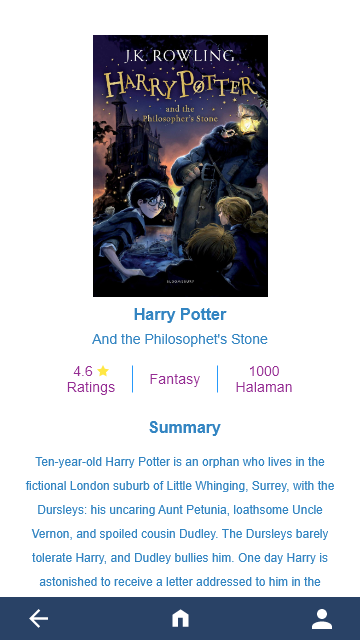 J.K. ROWLING
HARRY POTTER
and the
Philosopher's Stone
BLOOMSBURY
Harry Potter
And the Philosophet's Stone
4.6
Ratings
Fantasy
1000
Halaman
Summary
Ten-year-old Harry Potter is an orphan who lives in the
fictional London suburb of Little Whinging, Surrey, with the
Dursleys: his uncaring Aunt Petunia, loathsome Uncle
Vernon, and spoiled cousin Dudley. The Dursleys barely
tolerate Harry, and Dudley bullies him. One day Harry is
astonished to receive a letter addressed to him in the